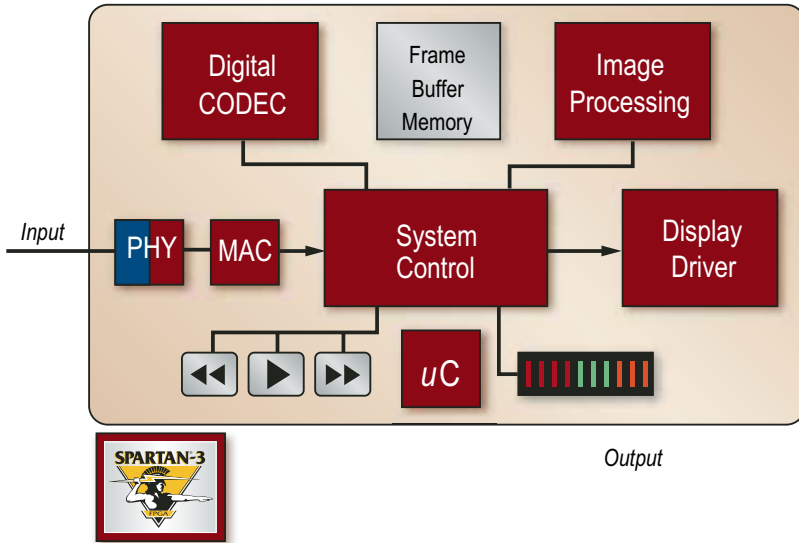 Digital
CODEC
Frame
Buffer
Memory
Image
Processing
Input
PHY
MAC
System
Control
Display
Driver
uC
SPARTAN-3
FPGA
Output